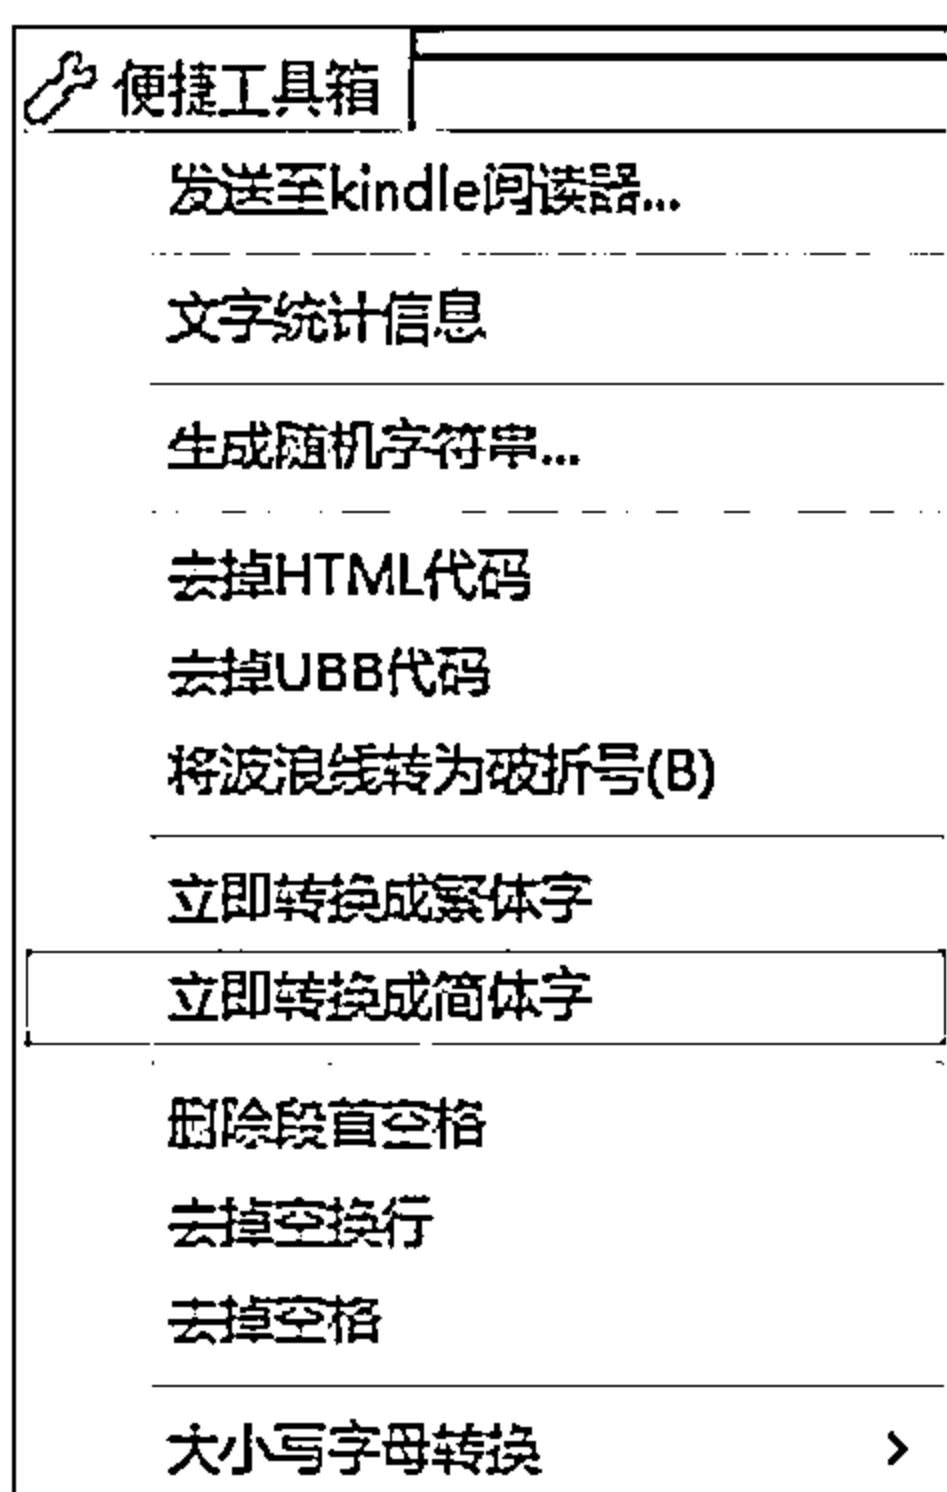 便捷工具箱
发送至kindle阅读器...
文字统计信息
生成随机字符串...
去掉HTML代码
去掉UBB代码
将波浪线转为破折号(B)
立即转换成繁体字
立即转换成简体字
删除段首空格
去掉空换行
去掉空格
大小写字母转换